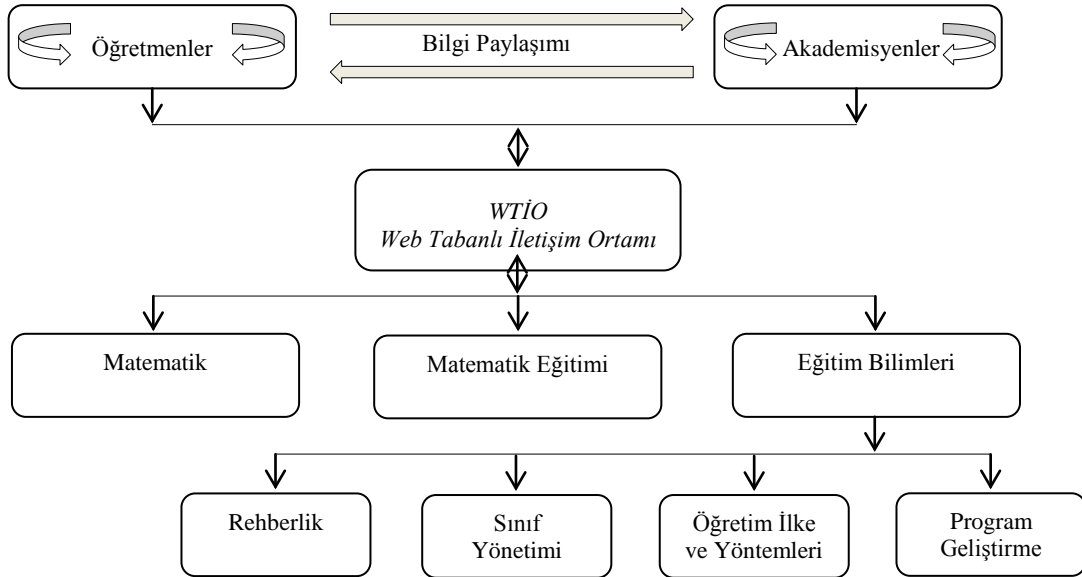 Öğretmenler
Bilgi Paylaşımı
Akademisyenler
WTİO
Web Tabanlı İletişim Ortamı
Matematik
Matematik Eğitimi
Eğitim Bilimleri
Rehberlik
Sınıf
Yönetimi
Öğretim İlke
ve Yöntemleri
Program
Geliştirme